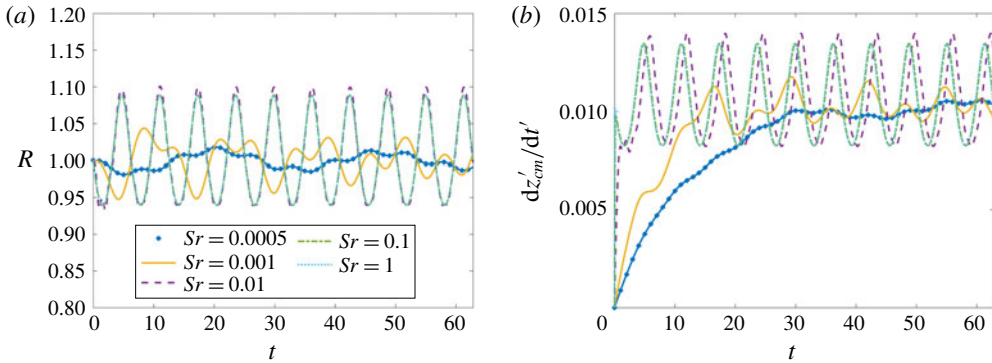 (a)
1.20
1.15
1.10
1.05
R 1.00
0.95
0.90
0.85
0.80
Sr = 0.0005 Sr = 0.1
Sr = 0.001 Sr = 1
Sr = 0.01
0 10 20 30 40 50 60
t
(b)
0.015
0.010
dz′cm/dt′
0.005
0 10 20 30 40 50 60
t